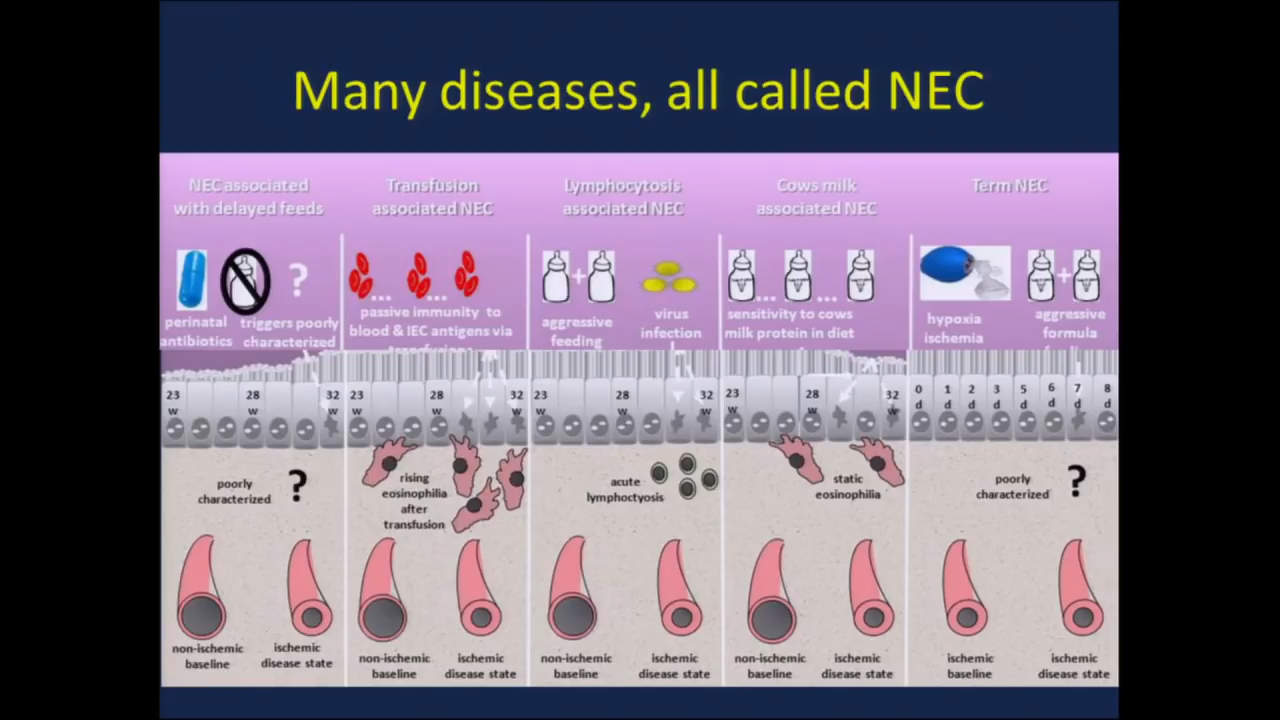 Many diseases, all called NEC
NEC associated
with delayed feeds
?
perinatal
antibiotics
triggers poorly
characterized
23
w
28
w
32
w
poorly
characterized
?
non-ischemic
baseline
ischemic
disease state
Transfusion
associated NEC
... ...
passive immunity to
blood & IEC antigens via
23
w
28
w
32
w
rising
eosinophilia
after
transfusion
non-ischemic
baseline
ischemic
disease state
Lymphocytosis
associated NEC
+
aggressive
feeding
virus
infection
23
w
28
w
32
w
acute
lymphoctyosis
non-ischemic
baseline
ischemic
disease state
Cows milk
associated NEC
... ...
sensitivity to cows
milk protein in diet
23
w
28
w
32
w
static
eosinophilia
non-ischemic
baseline
ischemic
disease state
Term NEC
+
hypoxia
ischemia
aggressive
formula
0 1 2 3 5 6 7 8
d d d d d d d d
poorly
characterized
?
ischemic
baseline
ischemic
disease state